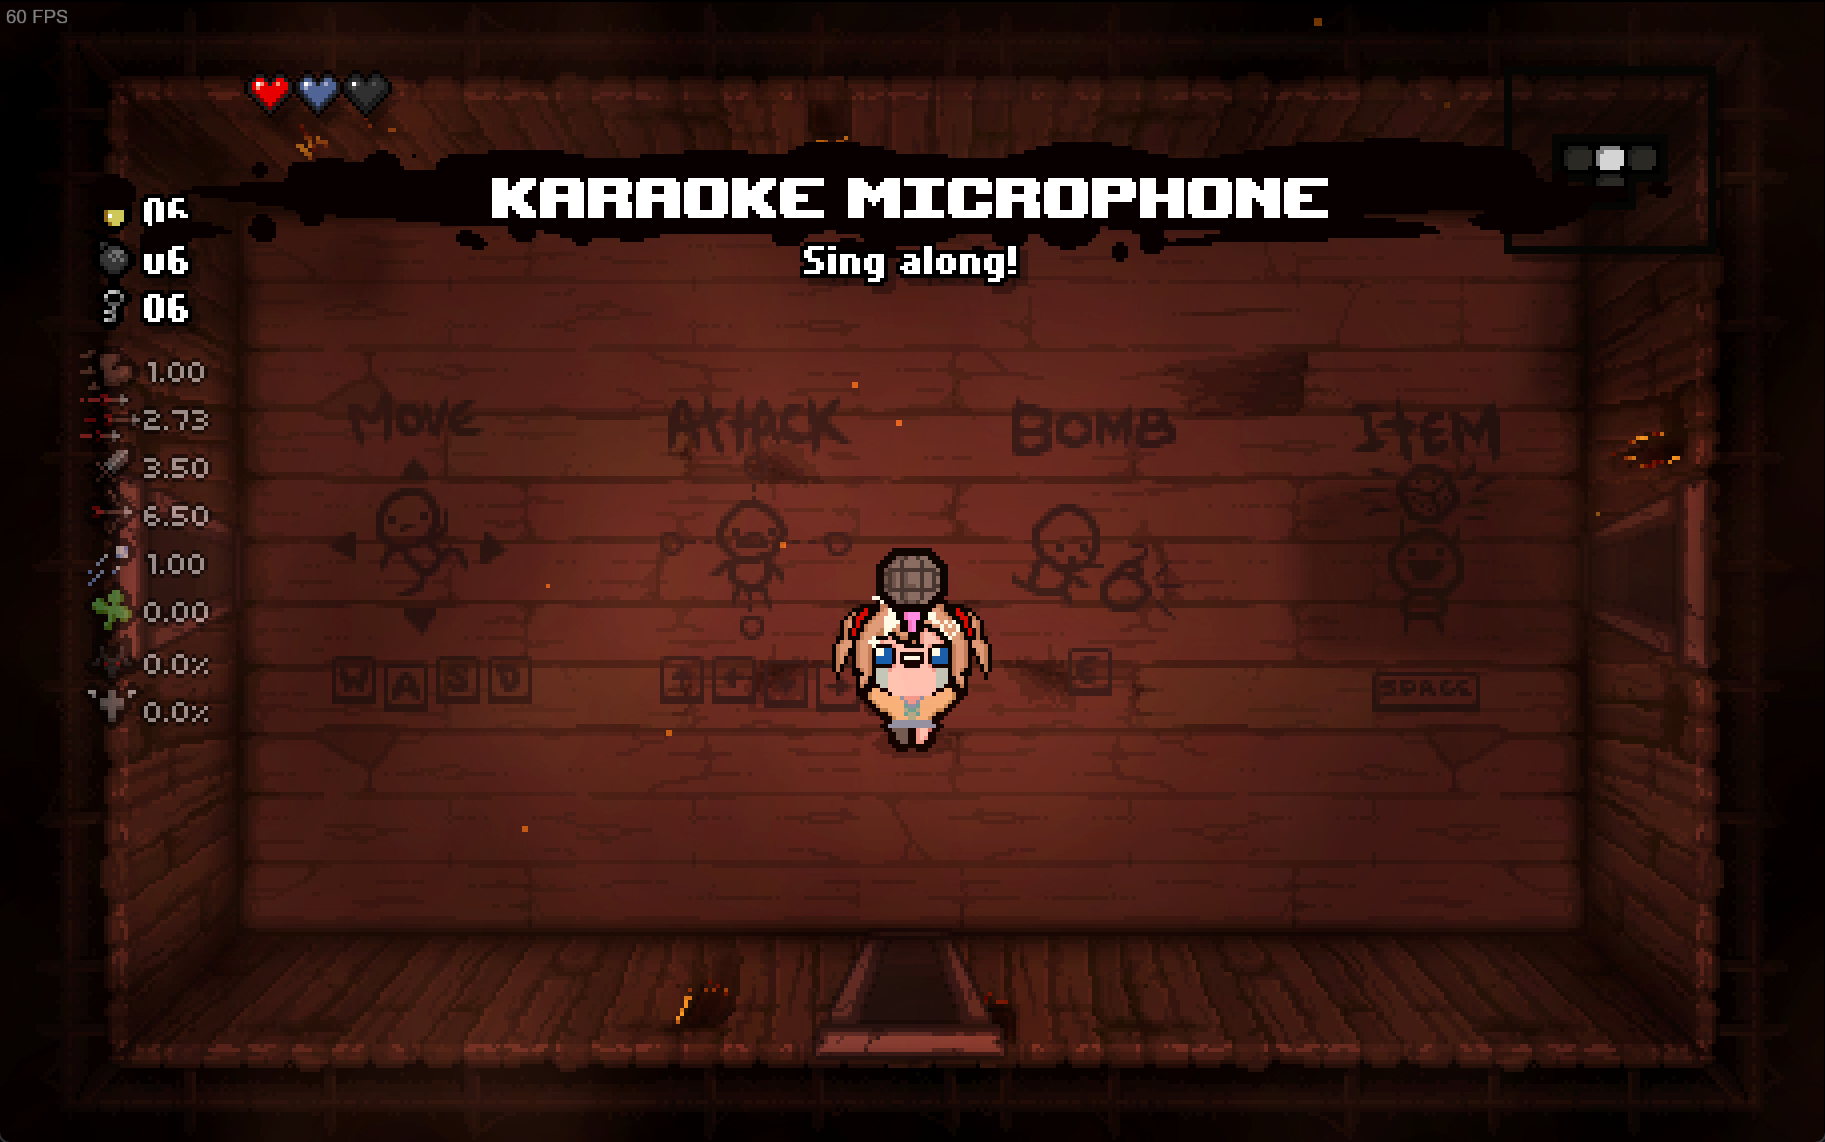 60 FPS
KARAOKE MICROPHONE
Sing along!
06
1.00
2.73
3.50
6.50
1.00
0.00
0.0%
0.0%
MOVE
ATTACK
BOMB
ITEM
W A S D
E
SPACE